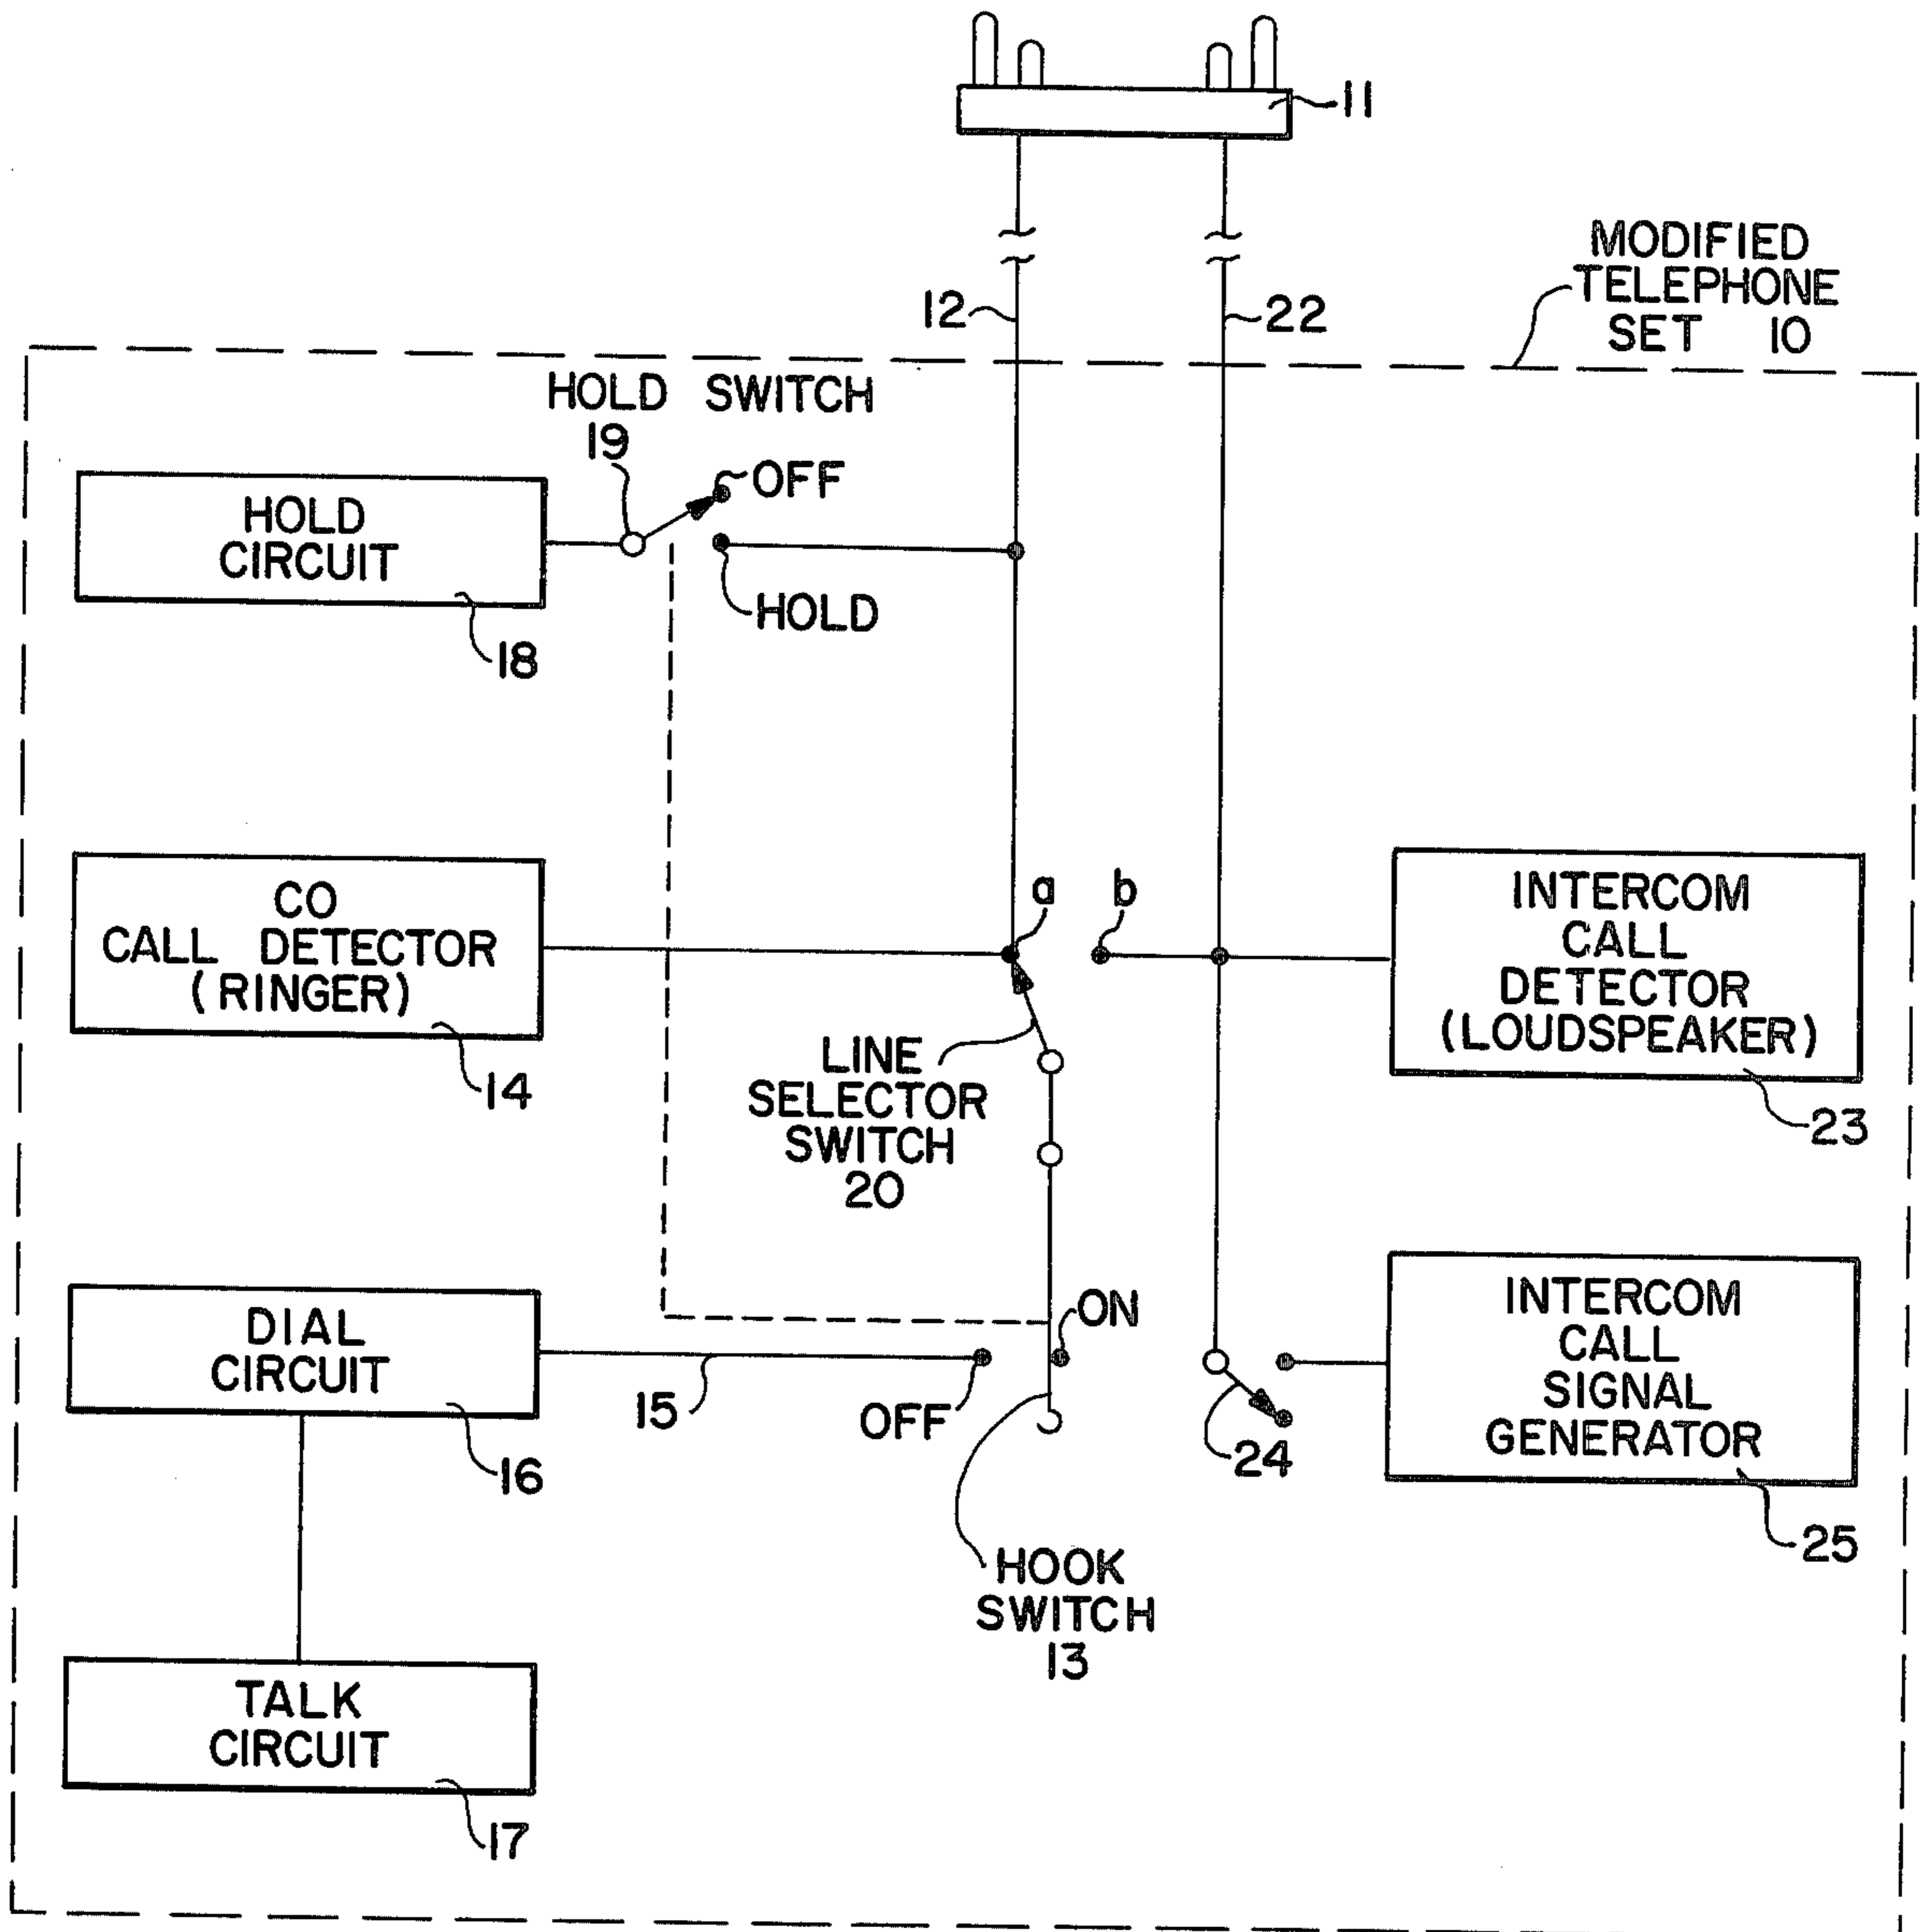 11
MODIFIED
TELEPHONE
SET 10
12
22
HOLD SWITCH
19
OFF
HOLD
CIRCUIT
HOLD
18
a
b
CO
CALL DETECTOR
(RINGER)
14
INTERCOM
CALL
DETECTOR
(LOUDSPEAKER)
23
LINE
SELECTOR
SWITCH
20
ON
DIAL
CIRCUIT
15
OFF
16
INTERCOM
CALL
SIGNAL
GENERATOR
24
25
HOOK
SWITCH
13
TALK
CIRCUIT
17